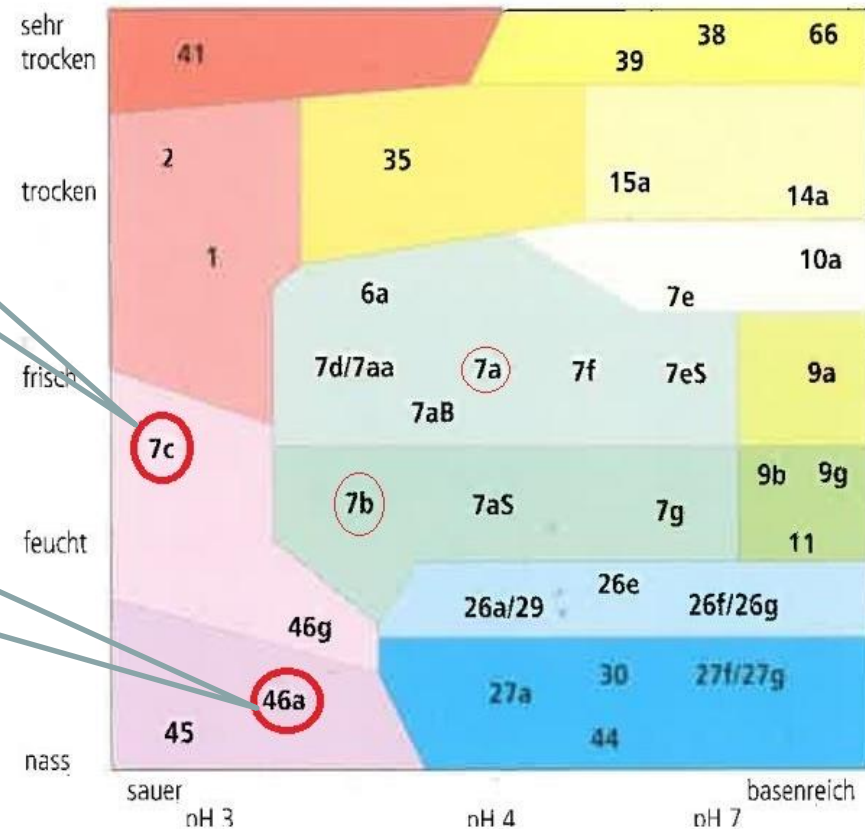 sehr
trocken
41
38
66
39
2
35
trocken
15a
14a
1
10a
6a
7e
frisch
7d/7aa
7a
7f
7eS
9a
7aB
7c
9b
9g
7b
7aS
7g
feucht
11
26e
26a/29
26f/26g
46g
46a
27a
30
27f/27g
45
44
nass
sauer
basenreich
pH 3
pH 4
pH 7